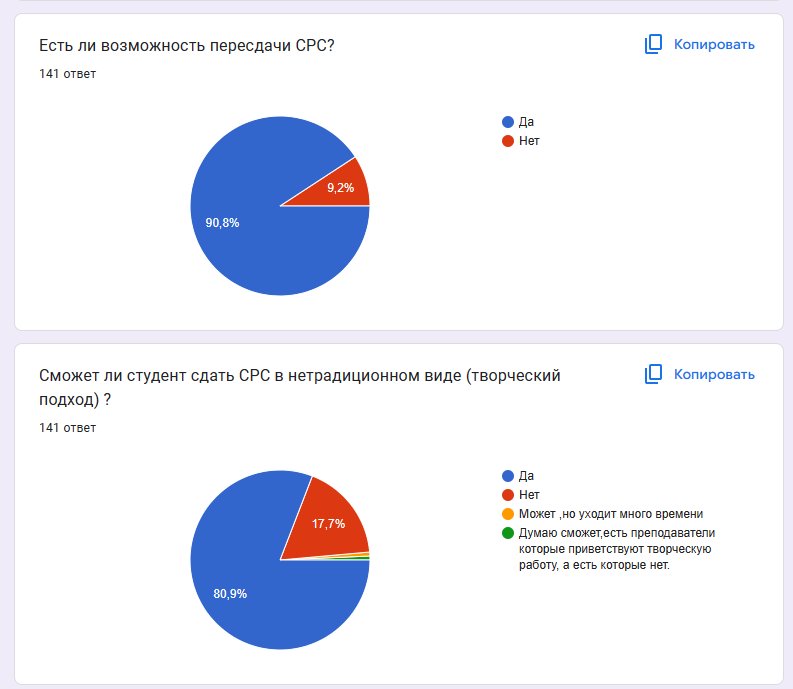 Есть ли возможность пересдачи СРС?
Копировать
141 ответ
Да
Нет
9,2%
90,8%
Сможет ли студент сдать СРС в нетрадиционном виде (творческий
подход) ?
Копировать
141 ответ
Да
Нет
Может ,но уходит много времени
Думаю сможет,есть преподаватели
которые приветствуют творческую
работу, а есть которые нет.
17,7%
80,9%